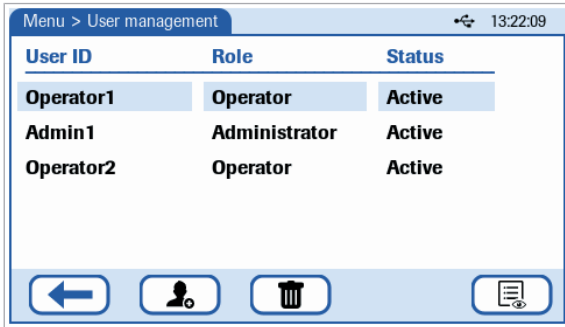 Menu > User management 13:22:09
User ID Role Status
Operator1 Operator Active
Admin1 Administrator Active
Operator2 Operator Active